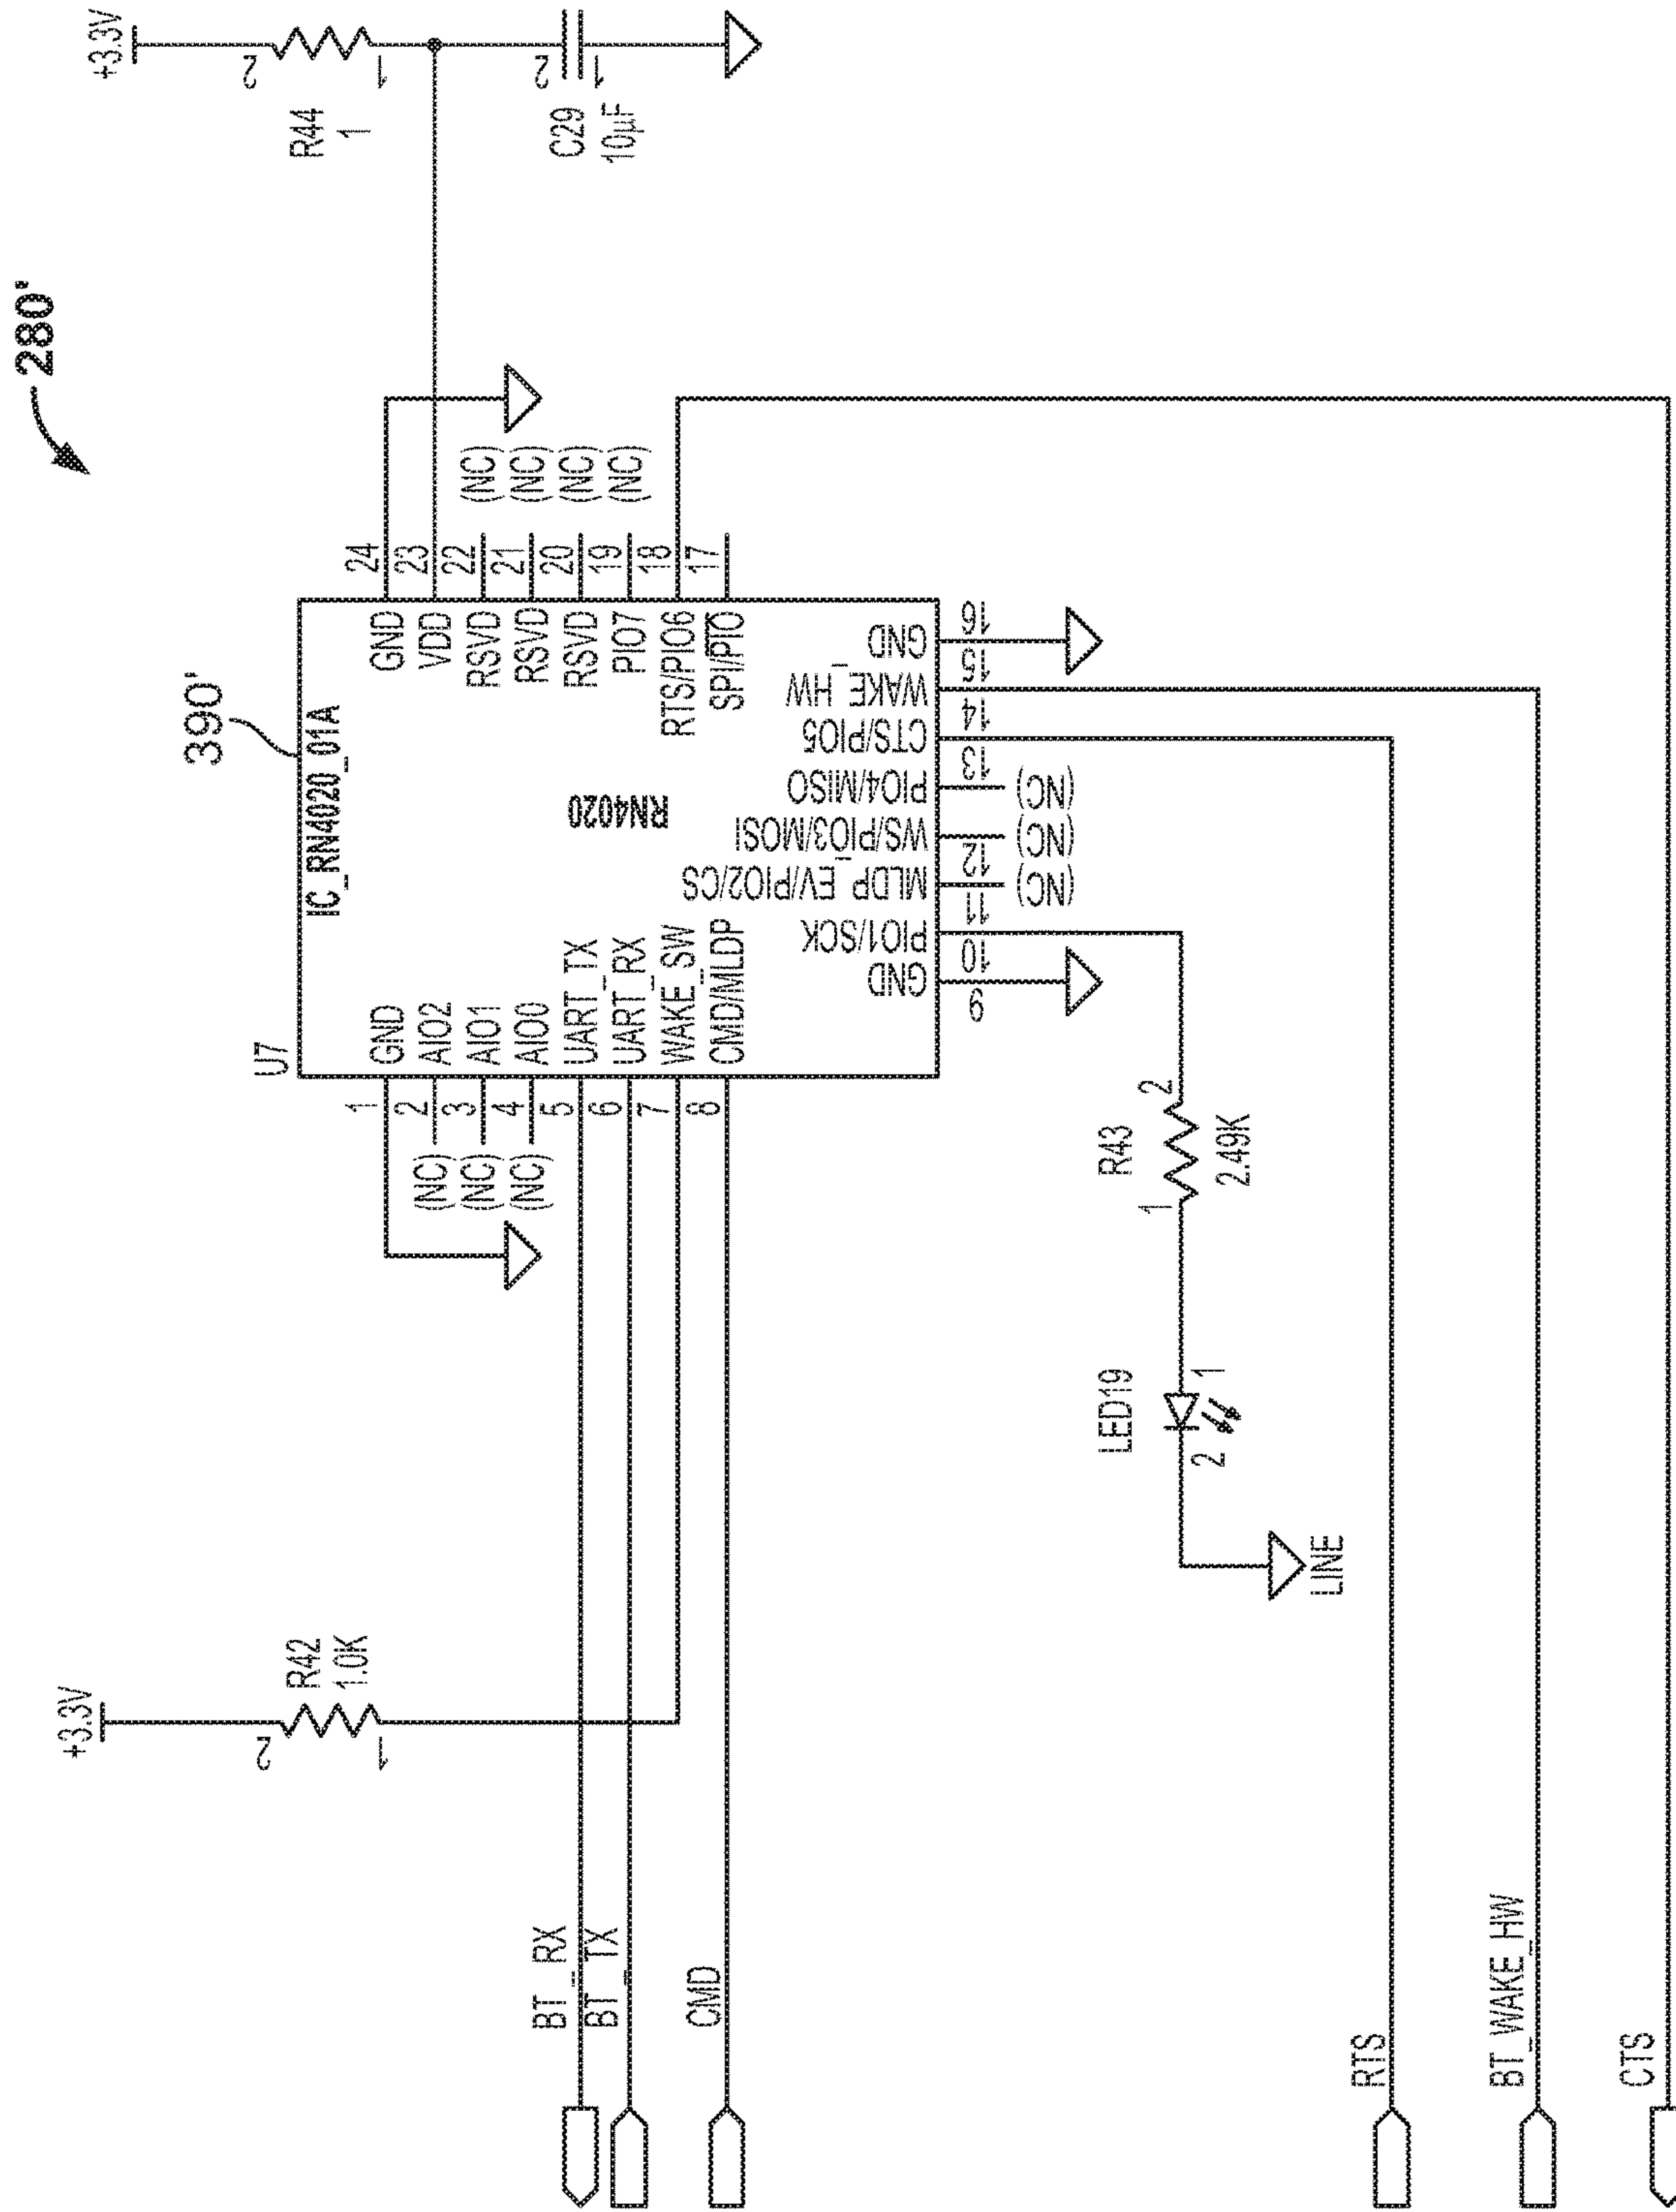 280'
390'
+3.3V
2
R44
1
1
2
C29
10µF
1
U7
IC_RN4020_01A
RN4020
1 GND
2 AIO2
3 AIO1
4 AIO0
5 UART_TX
6 UART_RX
7 WAKE_SW
8 CMD/MLDP
(NC)
(NC)
(NC)
GND 24
VDD 23
RSVD 22
RSVD 21
RSVD 20
PIO7 19
RTS/PIO6 18
SPI/PIO 17
(NC)
(NC)
(NC)
(NC)
GND
PIO1/SCK
MLDP_EV/PIO2/CS
WS/PIO3/MOSI
PIO4/MISO
CTS/PIO5
WAKE_HW
GND
9
10
11
12
13
14
15
16
(NC)
(NC)
(NC)
+3.3V
2
R42
1.0K
1
BT_RX
BT_TX
CMD
LED19
2
1
R43
1
2
2.49K
LINE
RTS
BT_WAKE_HW
CTS